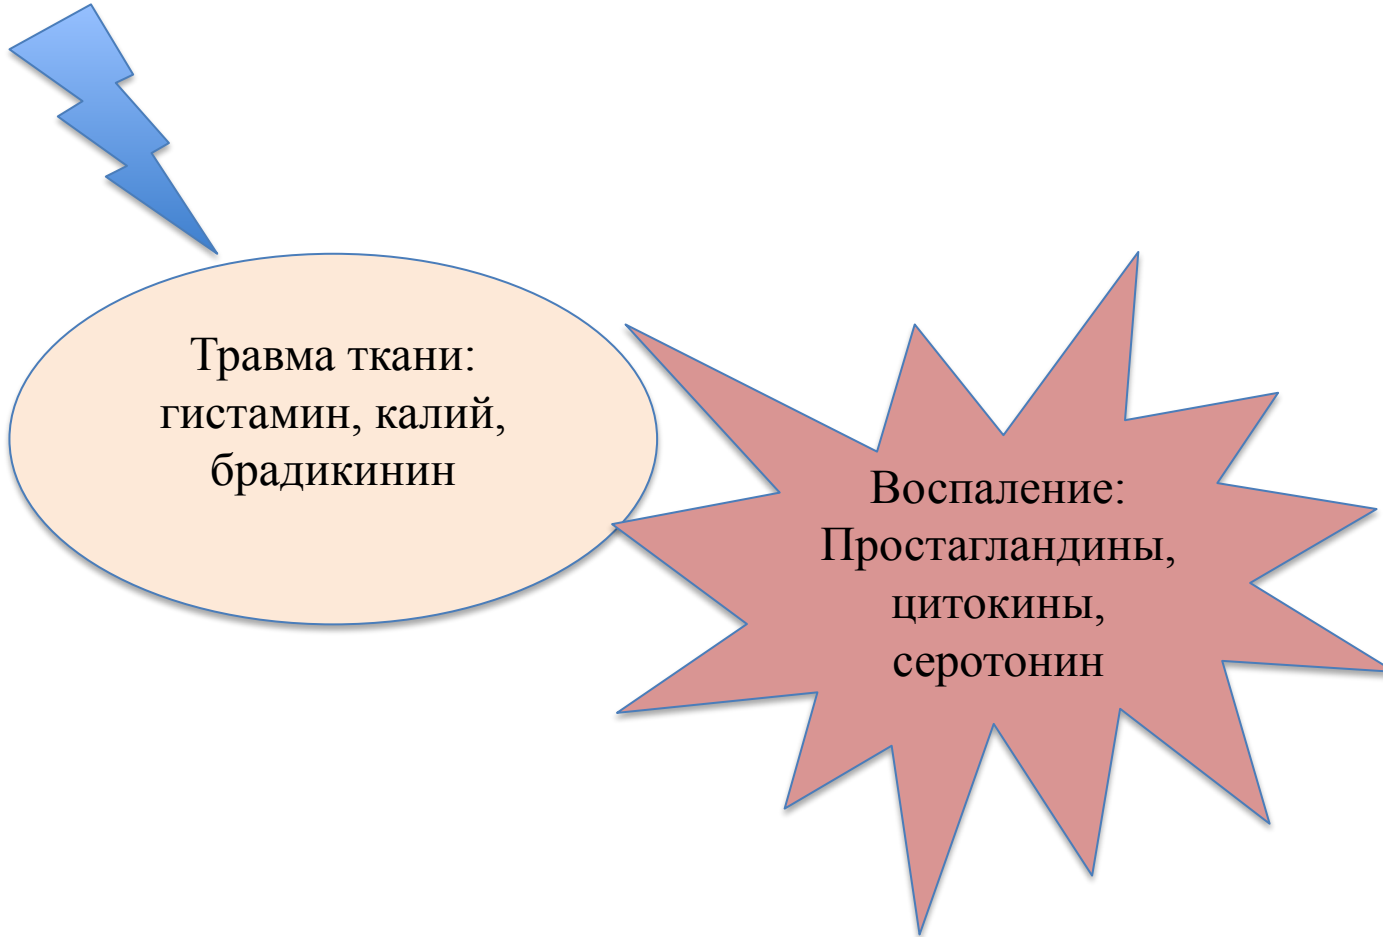 Травма ткани:
гистамин, калий,
брадикинин
Воспаление:
Простагландины,
цитокины,
серотонин